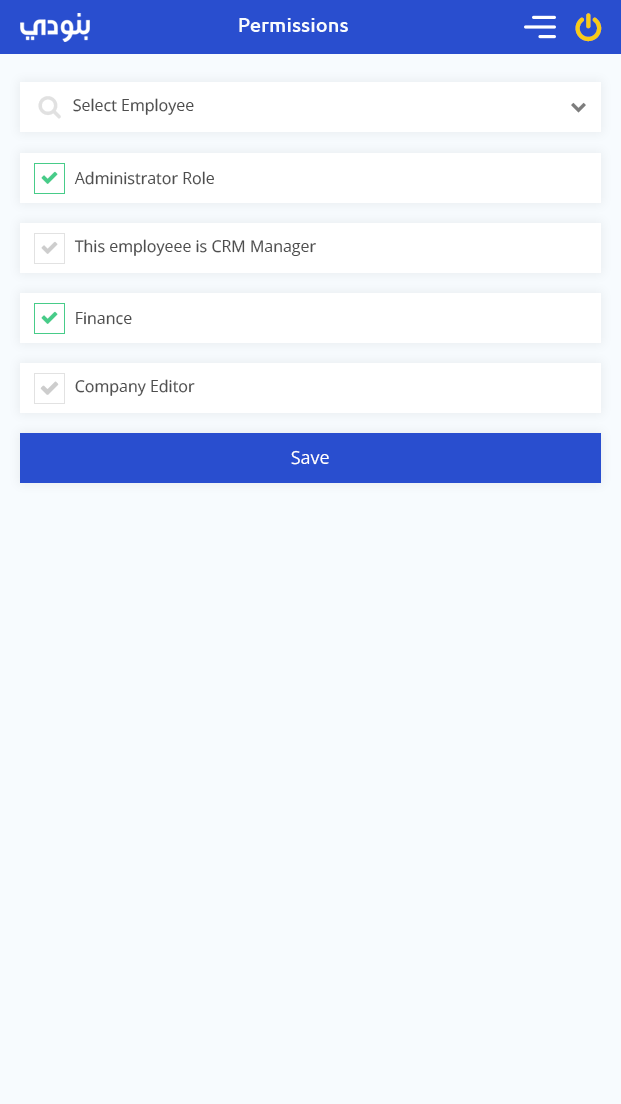 بنودي
Permissions
Select Employee
Administrator Role
This employeee is CRM Manager
Finance
Company Editor
Save